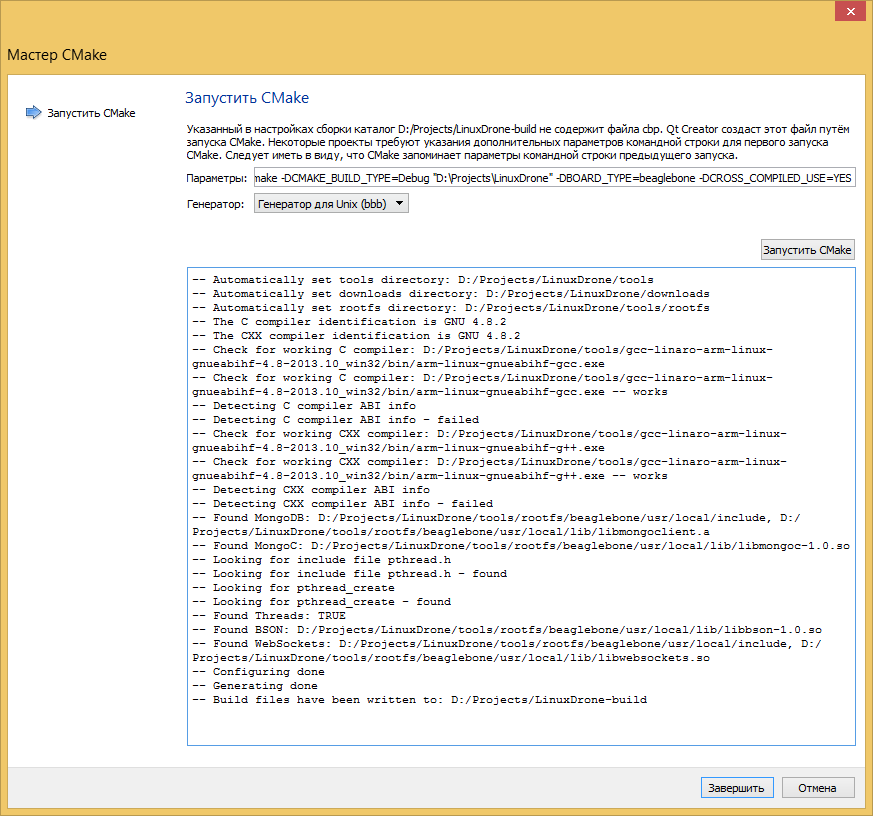 Мастер CMake
Запустить CMake
Запустить CMake
Указанный в настройках сборки каталог D:/Projects/LinuxDrone-build не содержит файла cbp. Qt Creator создаст этот файл путём
запуска CMake. Некоторые проекты требуют указания дополнительных параметров командной строки для первого запуска
CMake. Следует иметь в виду, что CMake запоминает параметры командной строки предыдущего запуска.
Параметры: make -DCMAKE_BUILD_TYPE=Debug "D:\Projects\LinuxDrone" -DBOARD_TYPE=beaglebone -DCROSS_COMPILED_USE=YES
Генератор: Генератор для Unix (bbb)
Запустить CMake
-- Automatically set tools directory: D:/Projects/LinuxDrone/tools
-- Automatically set downloads directory: D:/Projects/LinuxDrone/downloads
-- Automatically set rootfs directory: D:/Projects/LinuxDrone/tools/rootfs
-- The C compiler identification is GNU 4.8.2
-- The CXX compiler identification is GNU 4.8.2
-- Check for working C compiler: D:/Projects/LinuxDrone/tools/gcc-linaro-arm-linux-
gnueabihf-4.8-2013.10_win32/bin/arm-linux-gnueabihf-gcc.exe
-- Check for working C compiler: D:/Projects/LinuxDrone/tools/gcc-linaro-arm-linux-
gnueabihf-4.8-2013.10_win32/bin/arm-linux-gnueabihf-gcc.exe -- works
-- Detecting C compiler ABI info
-- Detecting C compiler ABI info - failed
-- Check for working CXX compiler: D:/Projects/LinuxDrone/tools/gcc-linaro-arm-linux-
gnueabihf-4.8-2013.10_win32/bin/arm-linux-gnueabihf-g++.exe
-- Check for working CXX compiler: D:/Projects/LinuxDrone/tools/gcc-linaro-arm-linux-
gnueabihf-4.8-2013.10_win32/bin/arm-linux-gnueabihf-g++.exe -- works
-- Detecting CXX compiler ABI info
-- Detecting CXX compiler ABI info - failed
-- Found MongoDB: D:/Projects/LinuxDrone/tools/rootfs/beaglebone/usr/local/include, D:/
Projects/LinuxDrone/tools/rootfs/beaglebone/usr/local/lib/libmongoclient.a
-- Found MongoC: D:/Projects/LinuxDrone/tools/rootfs/beaglebone/usr/local/lib/libmongoc-1.0.so
-- Looking for include file pthread.h
-- Looking for include file pthread.h - found
-- Looking for pthread_create
-- Looking for pthread_create - found
-- Found Threads: TRUE
-- Found BSON: D:/Projects/LinuxDrone/tools/rootfs/beaglebone/usr/local/lib/libbson-1.0.so
-- Found WebSockets: D:/Projects/LinuxDrone/tools/rootfs/beaglebone/usr/local/include, D:/
Projects/LinuxDrone/tools/rootfs/beaglebone/usr/local/lib/libwebsockets.so
-- Configuring done
-- Generating done
-- Build files have been written to: D:/Projects/LinuxDrone-build
Завершить
Отмена